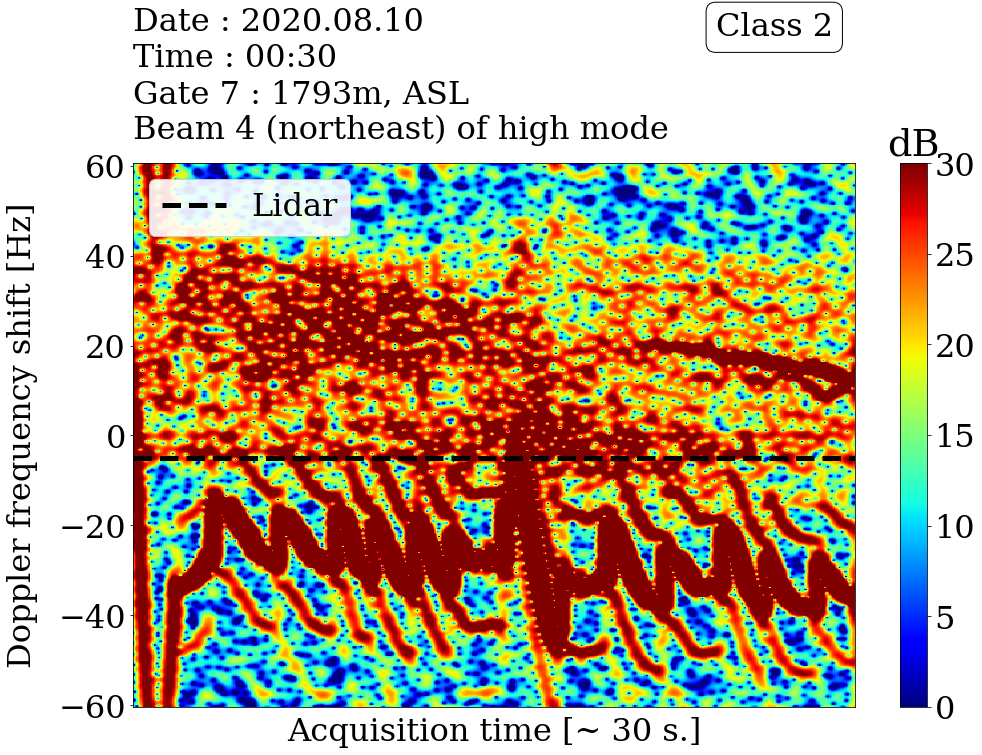 Date : 2020.08.10
Time : 00:30
Gate 7 : 1793m, ASL
Beam 4 (northeast) of high mode
Class 2
dB
Lidar
Doppler frequency shift [Hz]
60
40
20
0
−20
−40
−60
30
25
20
15
10
5
0
Acquisition time [~ 30 s.]